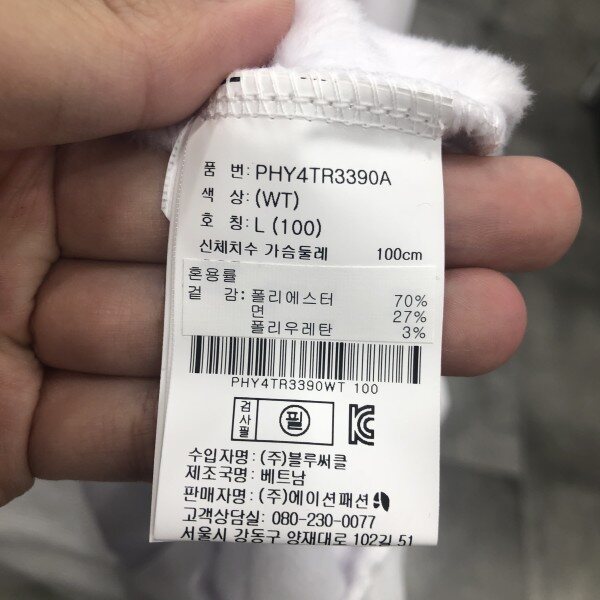 품 번: PHY4TR3390A
색 상: (WT)
호 칭: L (100)
신체치수 가슴둘레 100cm
혼용률
겉 감: 폴리에스터 70%
면 27%
폴리우레탄 3%
PHY4TR3390WT 100
검사필 필
수입자명: (주)블루써클
제조국명: 베트남
판매자명: (주)에이션패션
고객상담실: 080-230-0077
서울시 강동구 양재대로 102길 51